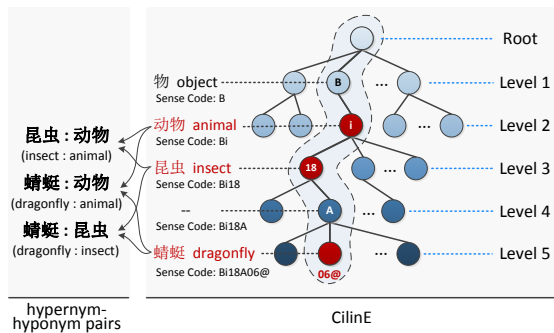 Root
物 object
B
...
Level 1
Sense Code: B
动物 animal
i
...
Level 2
Sense Code: Bi
昆虫 : 动物
(insect : animal)
昆虫 insect
18
...
Level 3
Sense Code: Bi18
蜻蜓 : 动物
(dragonfly : animal)
--
A
...
Level 4
Sense Code: Bi18A
蜻蜓 : 昆虫
(dragonfly : insect)
蜻蜓 dragonfly
...
Level 5
Sense Code: Bi18A06@
06@
hypernym-
hyponym pairs
CilinE